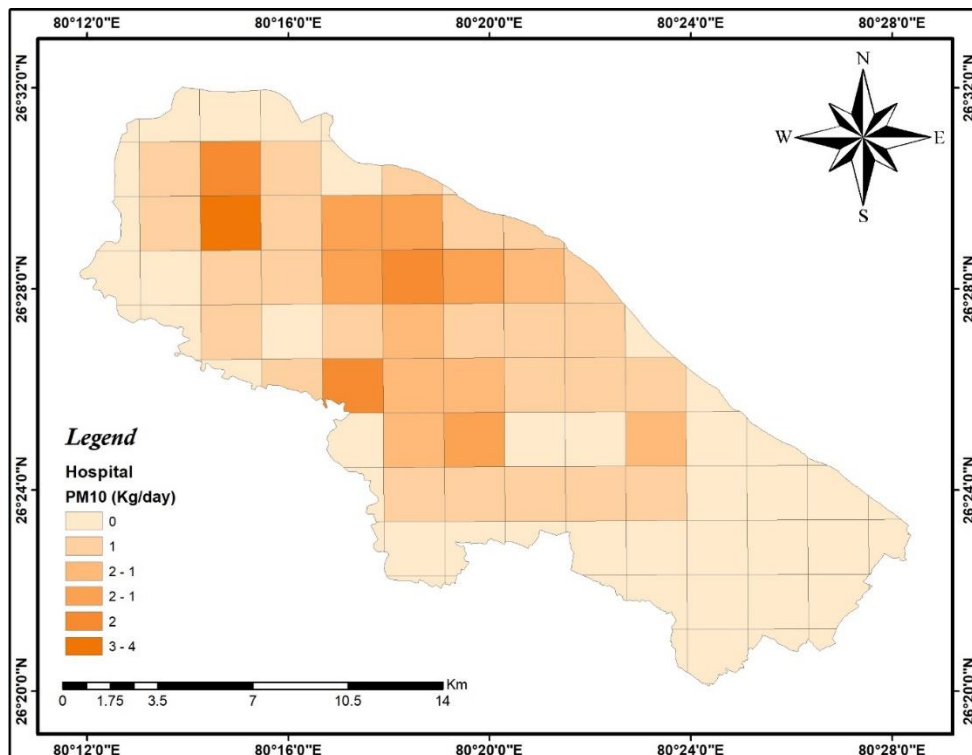 80°12'0"E 80°16'0"E 80°20'0"E 80°24'0"E 80°28'0"E
26°32'0"N 26°32'0"N
N
W E
S
26°28'0"N 26°28'0"N
Legend
Hospital
PM10 (Kg/day)
0
1
2 - 1
2 - 1
2
3 - 4
26°24'0"N 26°24'0"N
Km
0 1.75 3.5 7 10.5 14
26°20'0"N 26°20'0"N
80°12'0"E 80°16'0"E 80°20'0"E 80°24'0"E 80°28'0"E